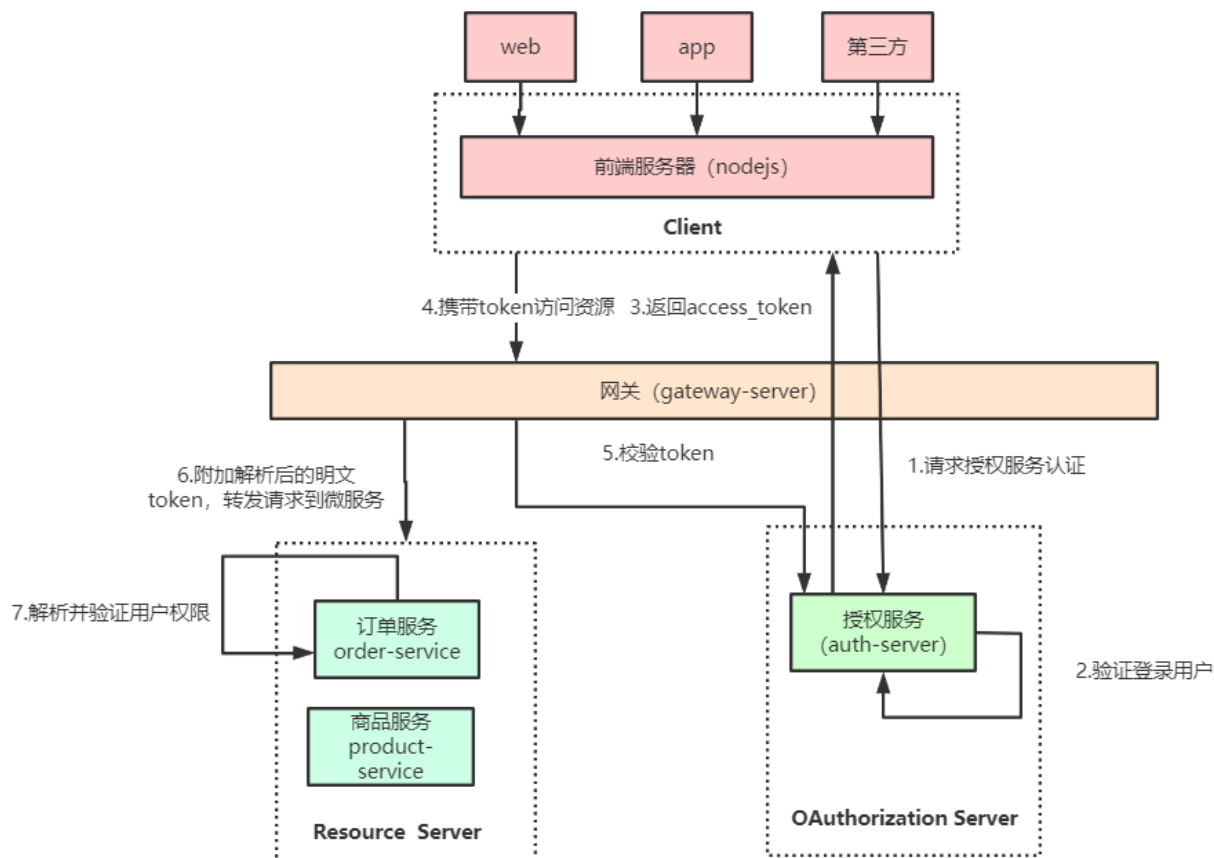 web
app
第三方
前端服务器（nodejs）
Client
4.携带token访问资源
3.返回access_token
网关（gateway-server）
5.校验token
1.请求授权服务认证
6.附加解析后的明文
token，转发请求到微服务
7.解析并验证用户权限
订单服务
order-service
授权服务
（auth-server）
2.验证登录用户
商品服务
product-
service
Resource Server
OAuthorization Server